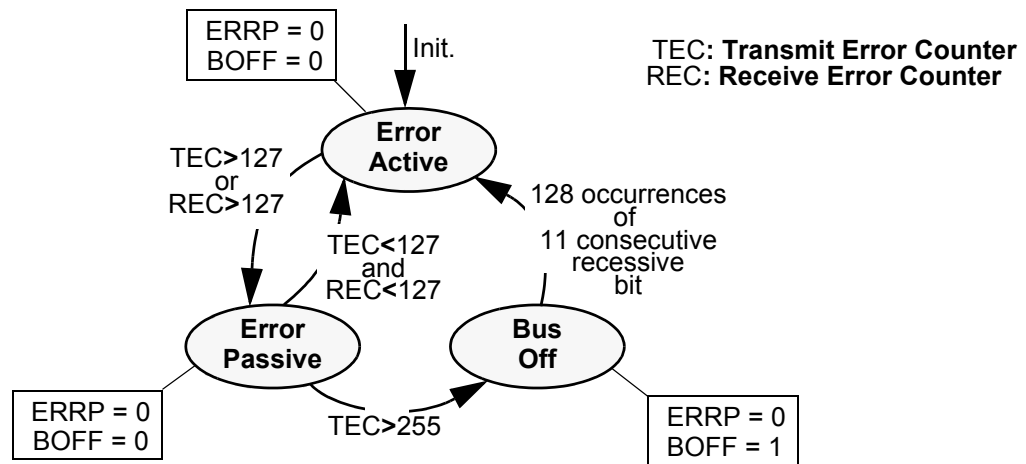 ERRP = 0
BOFF = 0
Init.
TEC: Transmit Error Counter
REC: Receive Error Counter
Error
Active
TEC>127
or
REC>127
128 occurrences
of
11 consecutive
recessive
bit
TEC<127
and
REC<127
Error
Passive
Bus
Off
ERRP = 0
BOFF = 0
TEC>255
ERRP = 0
BOFF = 1